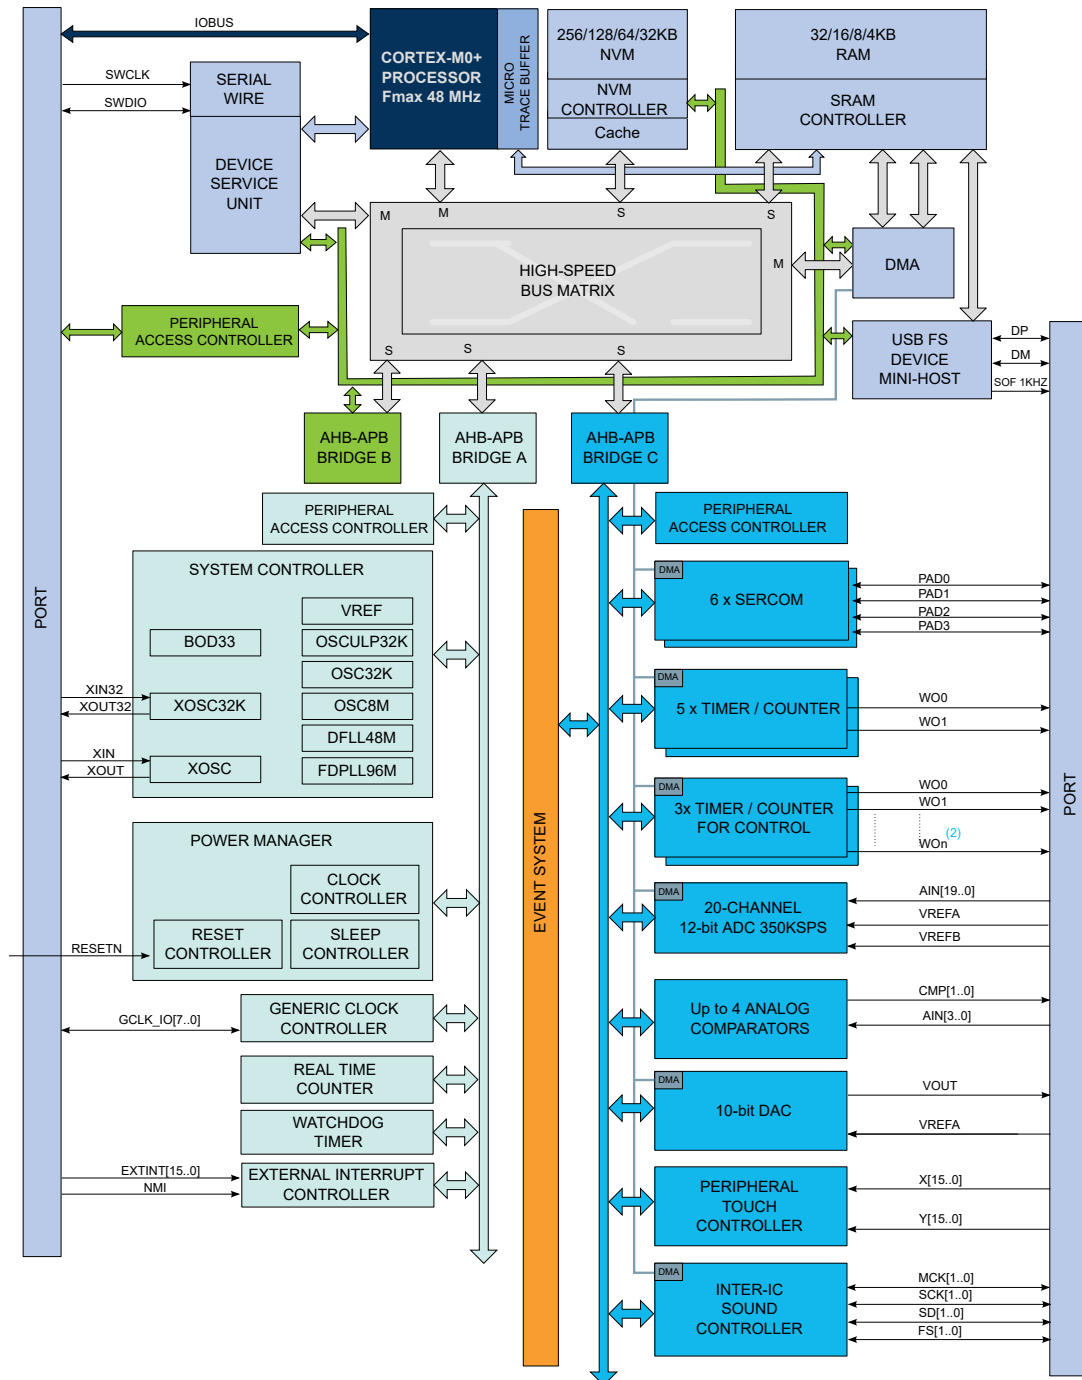 IOBUS
CORTEX-M0+
PROCESSOR
Fmax 48 MHz
MICRO
TRACE BUFFER
256/128/64/32KB
NVM
NVM
CONTROLLER
Cache
32/16/8/4KB
RAM
SRAM
CONTROLLER
SWCLK
SWDIO
SERIAL
WIRE
DEVICE
SERVICE
UNIT
M
M
S
S
M
HIGH-SPEED
BUS MATRIX
S
S
S
DMA
PERIPHERAL
ACCESS CONTROLLER
USB FS
DEVICE
MINI-HOST
DP
DM
SOF 1KHZ
AHB-APB
BRIDGE B
AHB-APB
BRIDGE A
AHB-APB
BRIDGE C
PORT
PERIPHERAL
ACCESS CONTROLLER
PERIPHERAL
ACCESS CONTROLLER
SYSTEM CONTROLLER
VREF
BOD33
OSCULP32K
OSC32K
XOSC32K
OSC8M
DFLL48M
XOSC
FDPLL96M
XIN32
XOUT32
XIN
XOUT
POWER MANAGER
CLOCK
CONTROLLER
RESET
CONTROLLER
SLEEP
CONTROLLER
RESETN
GENERIC CLOCK
CONTROLLER
GCLK_IO[7..0]
REAL TIME
COUNTER
WATCHDOG
TIMER
EXTINT[15..0]
NMI
EXTERNAL INTERRUPT
CONTROLLER
EVENT SYSTEM
DMA
6 x SERCOM
PAD0
PAD1
PAD2
PAD3
DMA
5 x TIMER / COUNTER
WO0
WO1
DMA
3x TIMER / COUNTER
FOR CONTROL
WO0
WO1
(2)
WOn
DMA
20-CHANNEL
12-bit ADC 350KSPS
AIN[19..0]
VREFA
VREFB
Up to 4 ANALOG
COMPARATORS
CMP[1..0]
AIN[3..0]
DMA
10-bit DAC
VOUT
VREFA
PERIPHERAL
TOUCH
CONTROLLER
X[15..0]
Y[15..0]
DMA
INTER-IC
SOUND
CONTROLLER
MCK[1..0]
SCK[1..0]
SD[1..0]
FS[1..0]
PORT